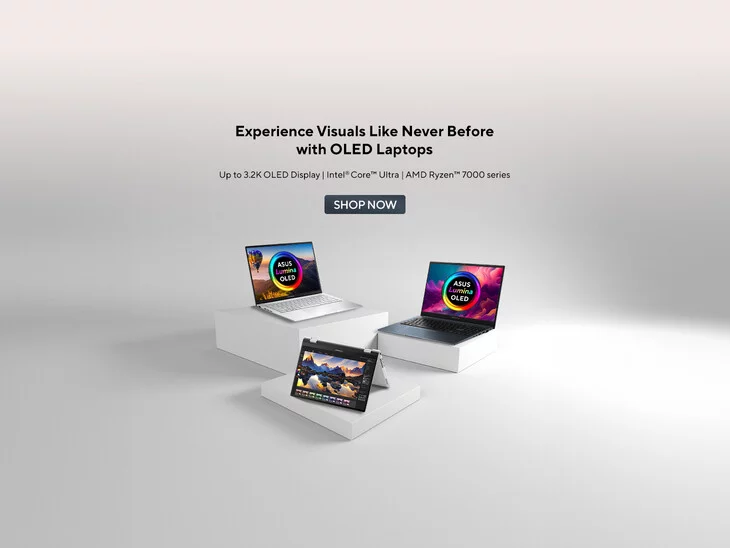 Experience Visuals Like Never Before
with OLED Laptops
Up to 3.2K OLED Display | Intel® Core™ Ultra | AMD Ryzen™ 7000 series
SHOP NOW
ASUS
Lumina
OLED
ASUS
Lumina
OLED